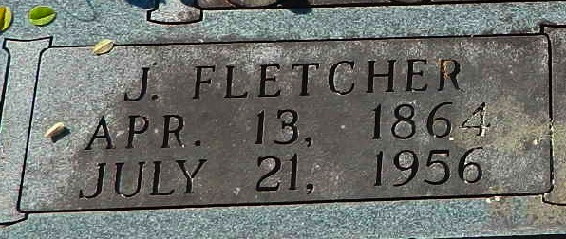 J. FLETCHER
APR. 13, 1864
JULY 21, 1956